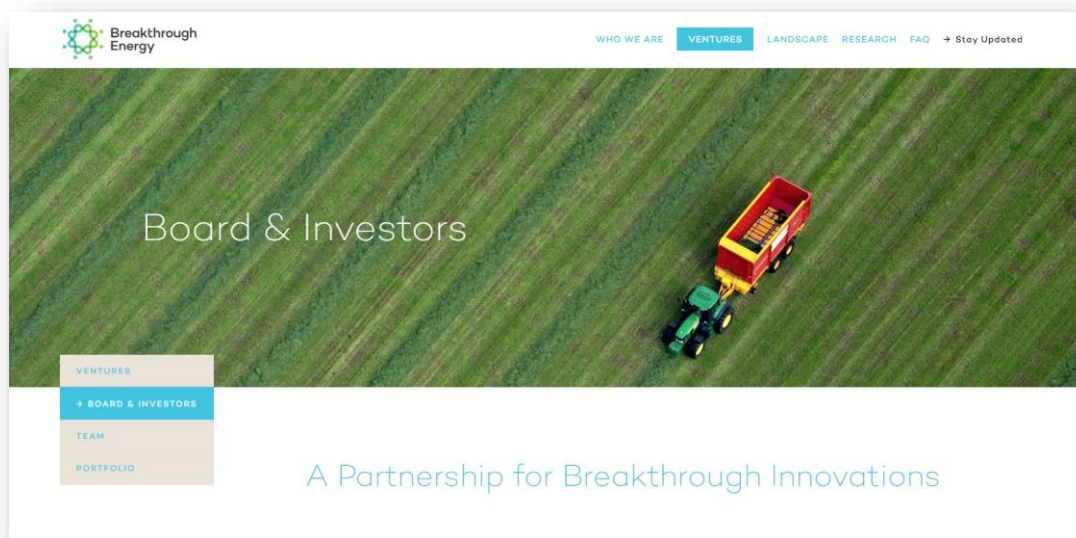 Breakthrough
Energy
WHO WE ARE VENTURES LANDSCAPE RESEARCH FAQ → Stay Updated
Board & Investors
VENTURES
→ BOARD & INVESTORS
TEAM
PORTFOLIO
A Partnership for Breakthrough Innovations